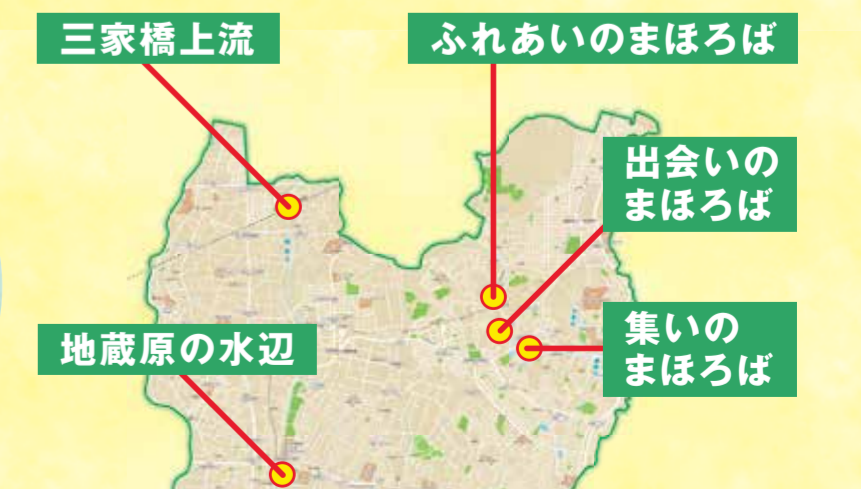 三家橋上流
ふれあいのまほろば
出会いの
まほろば
集いの
まほろば
地蔵原の水辺